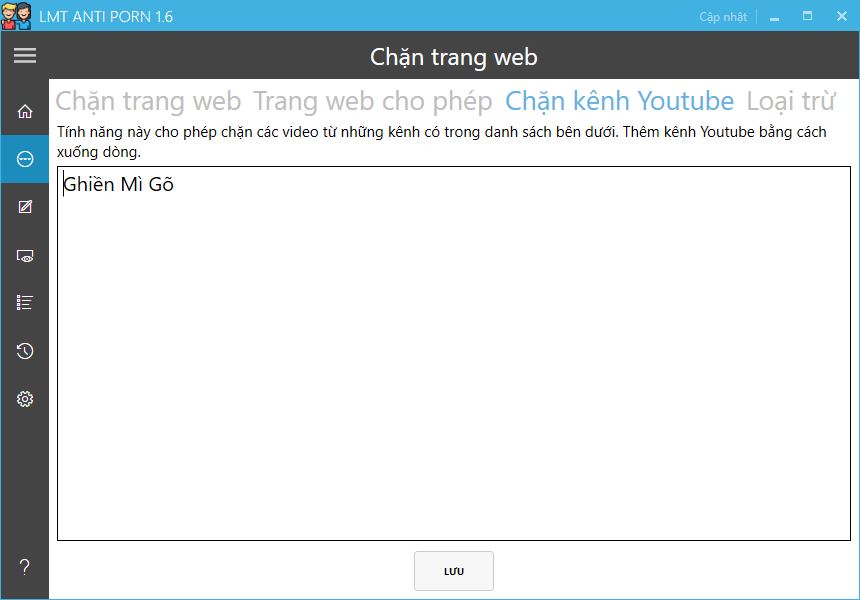 LMT ANTI PORN 1.6
Cập nhật
Chặn trang web
Chặn trang web Trang web cho phép Chặn kênh Youtube Loại trừ
Tính năng này cho phép chặn các video từ những kênh có trong danh sách bên dưới. Thêm kênh Youtube bằng cách
xuống dòng.
Ghiền Mì Gõ
LƯU
?